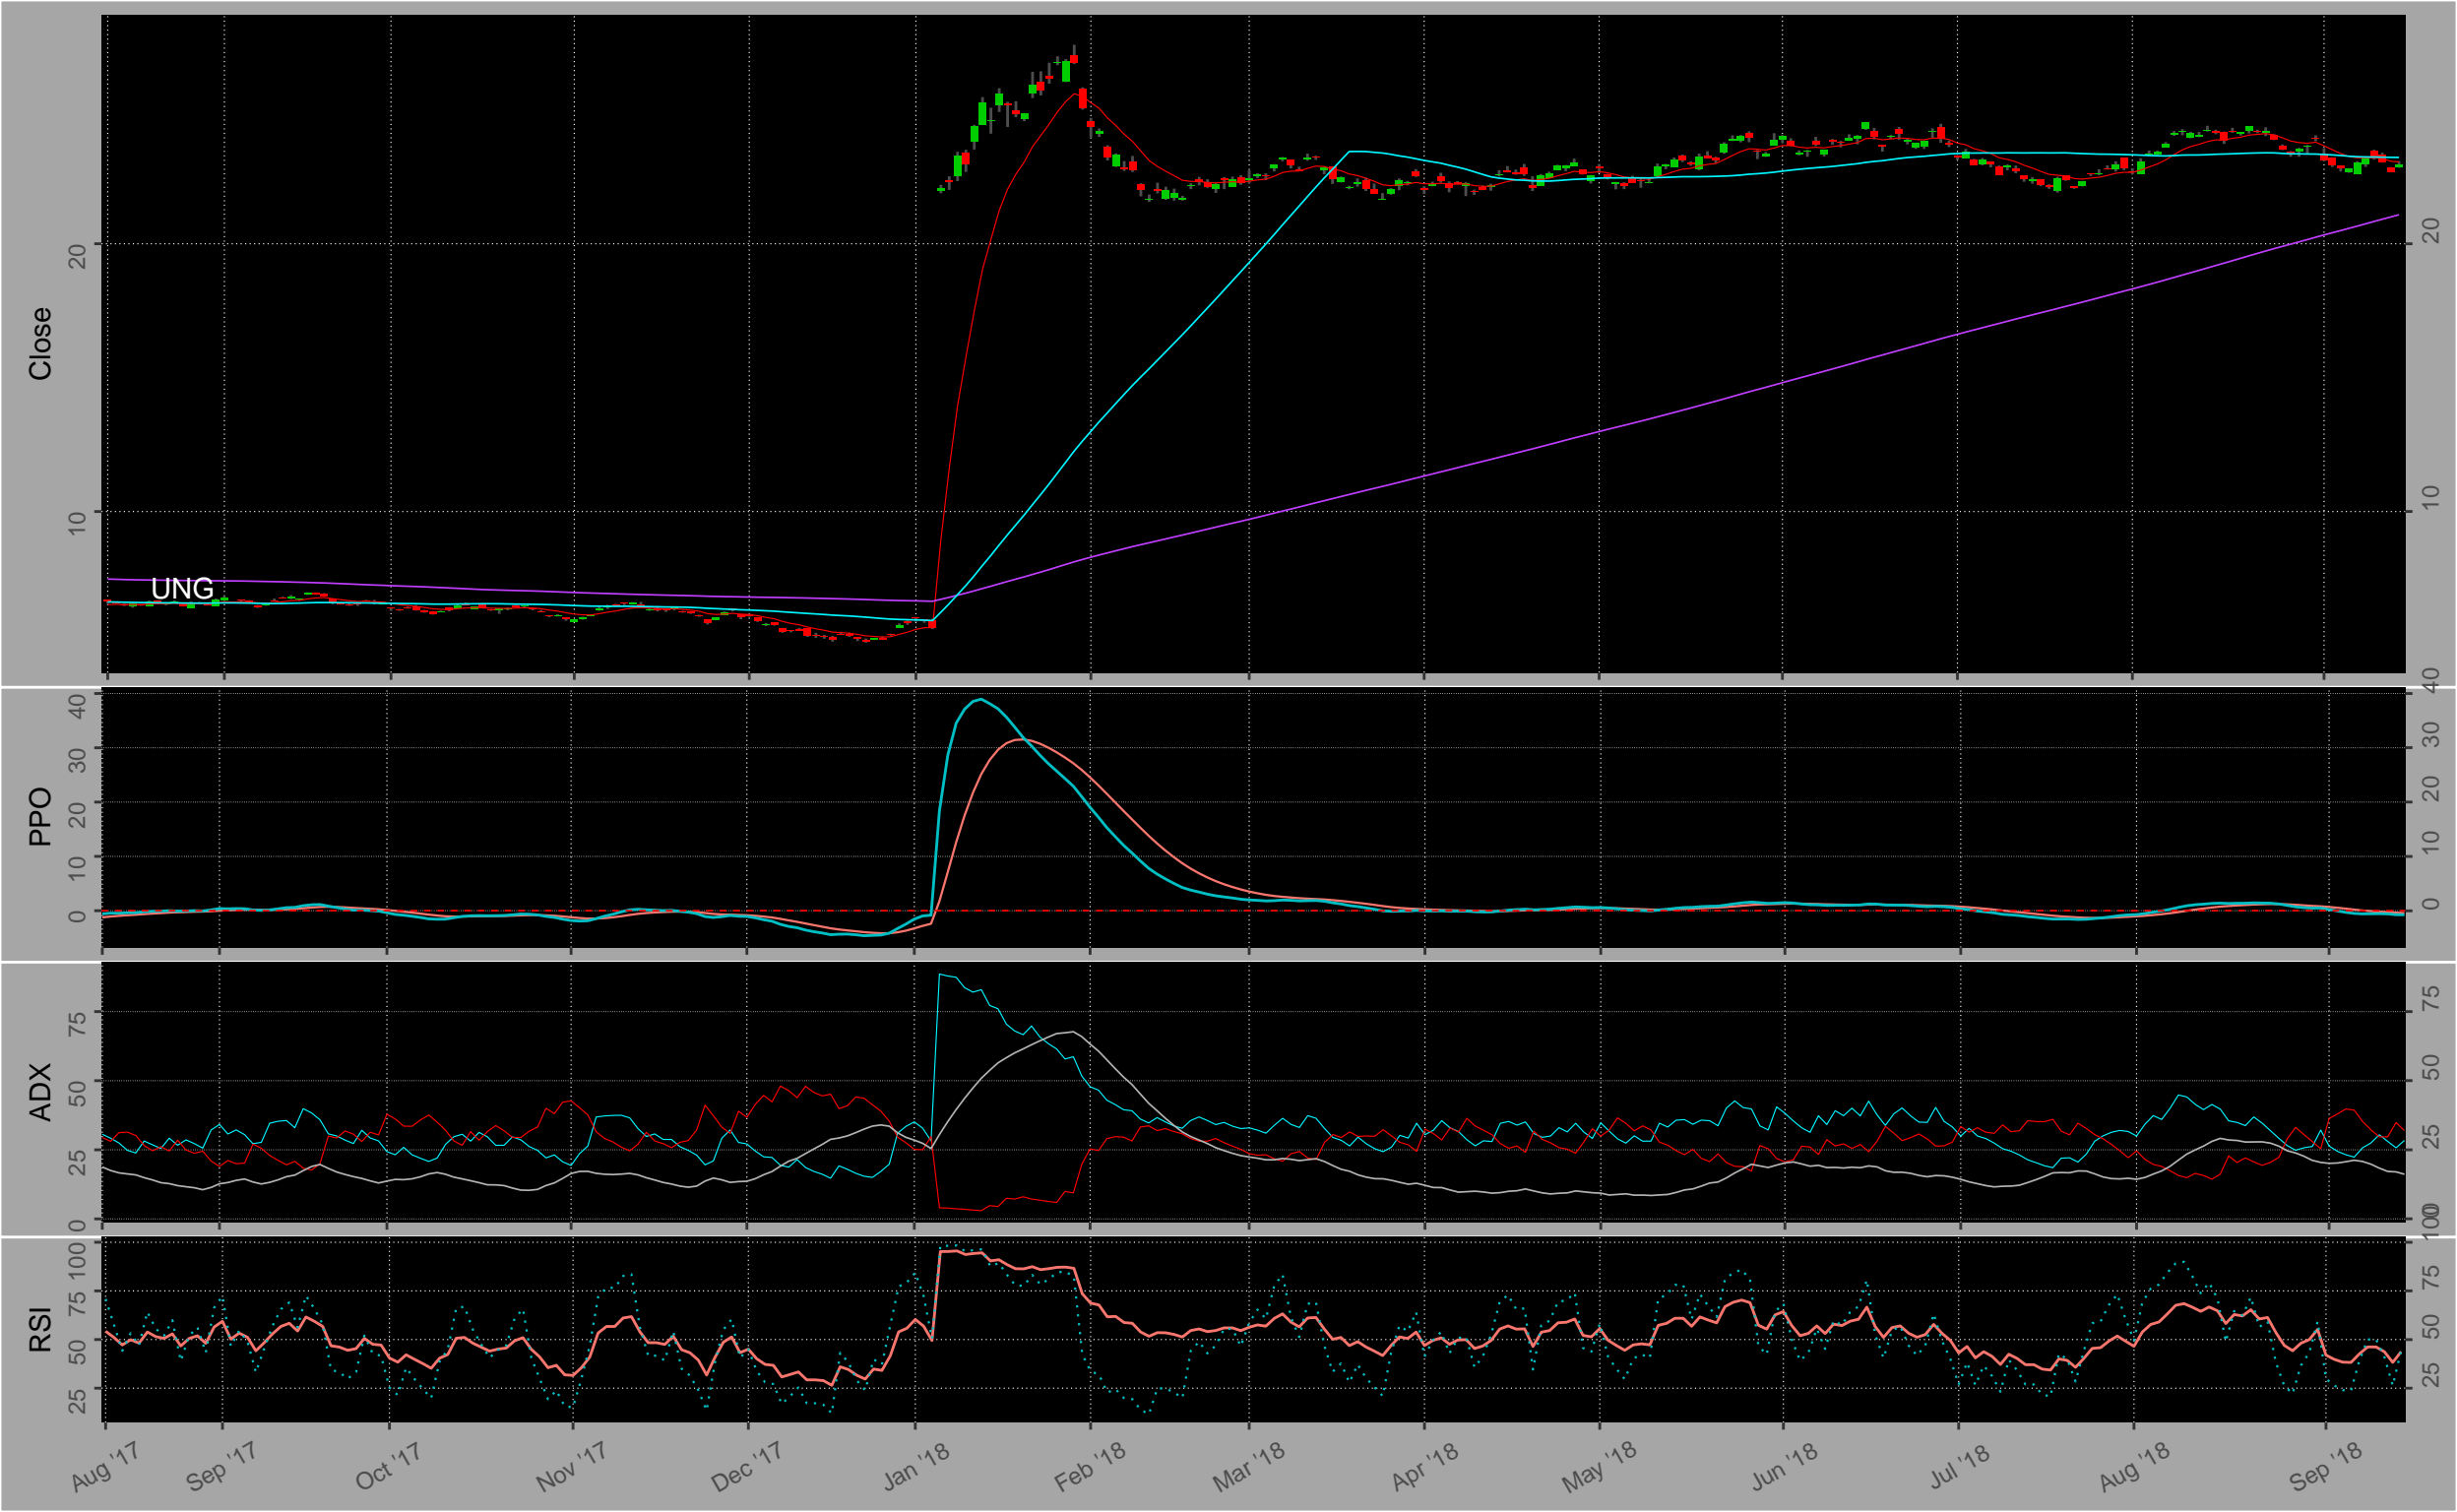 Close
20
10
20
10
UNG
PPO
40
30
20
10
0
40
30
20
10
0
ADX
75
50
25
0
75
50
25
0
RSI
100
75
50
25
100
75
50
25
Aug '17
Sep '17
Oct '17
Nov '17
Dec '17
Jan '18
Feb '18
Mar '18
Apr '18
May '18
Jun '18
Jul '18
Aug '18
Sep '18